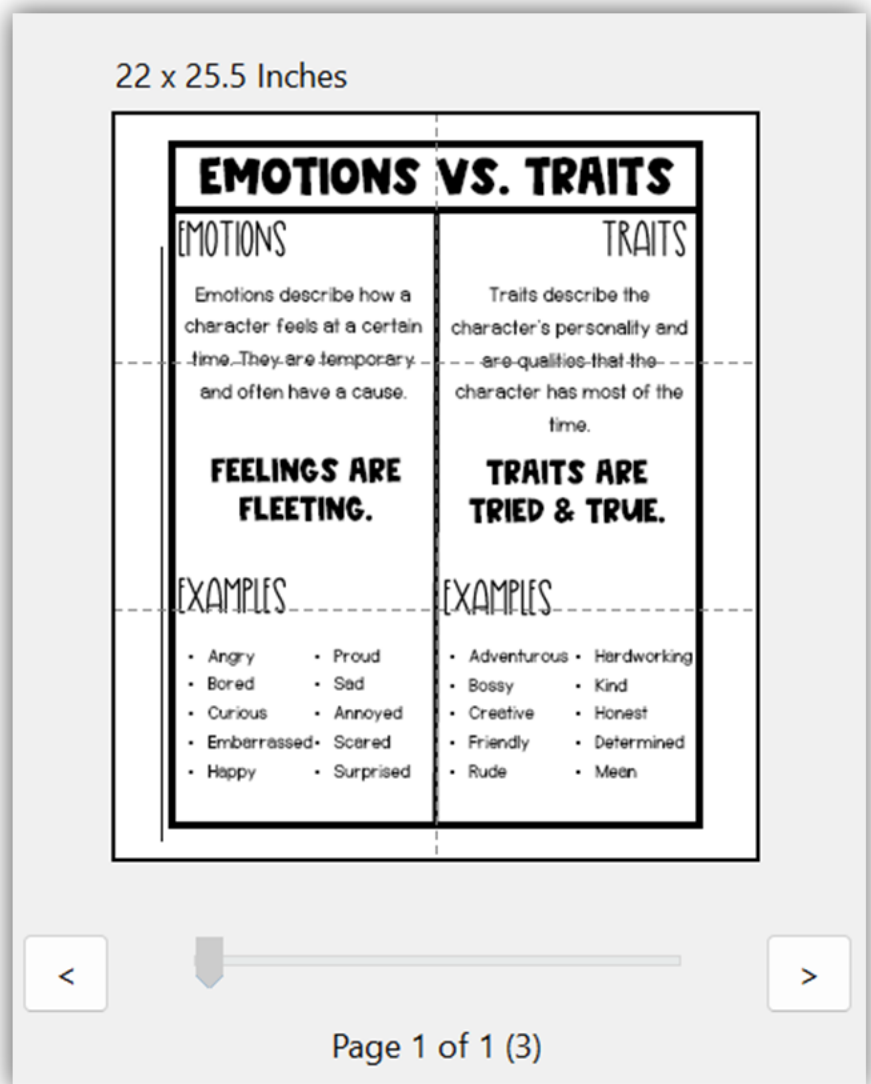 22 x 25.5 Inches
EMOTIONS VS. TRAITS
EMOTIONS
Emotions describe how a
character feels at a certain
time. They are temporary
and often have a cause.
FEELINGS ARE
FLEETING.
EXAMPLES
• Angry
• Bored
• Curious
• Embarrassed
• Happy
• Proud
• Sad
• Annoyed
• Scared
• Surprised
TRAITS
Traits describe the
character's personality and
are qualities that the
character has most of the
time.
TRAITS ARE
TRIED & TRUE.
EXAMPLES
• Adventurous
• Bossy
• Creative
• Friendly
• Rude
• Hardworking
• Kind
• Honest
• Determined
• Mean
<
>
Page 1 of 1 (3)